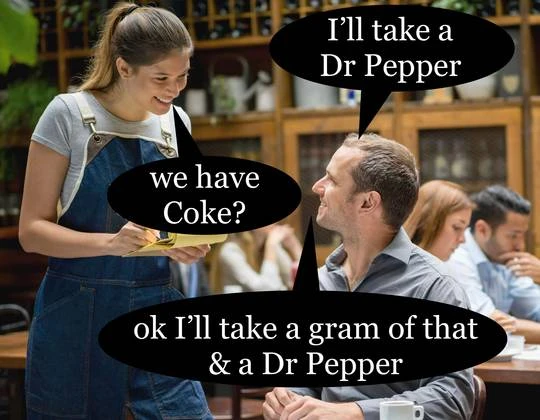 I’ll take a
Dr Pepper
we have
Coke?
ok I’ll take a gram of that
& a Dr Pepper